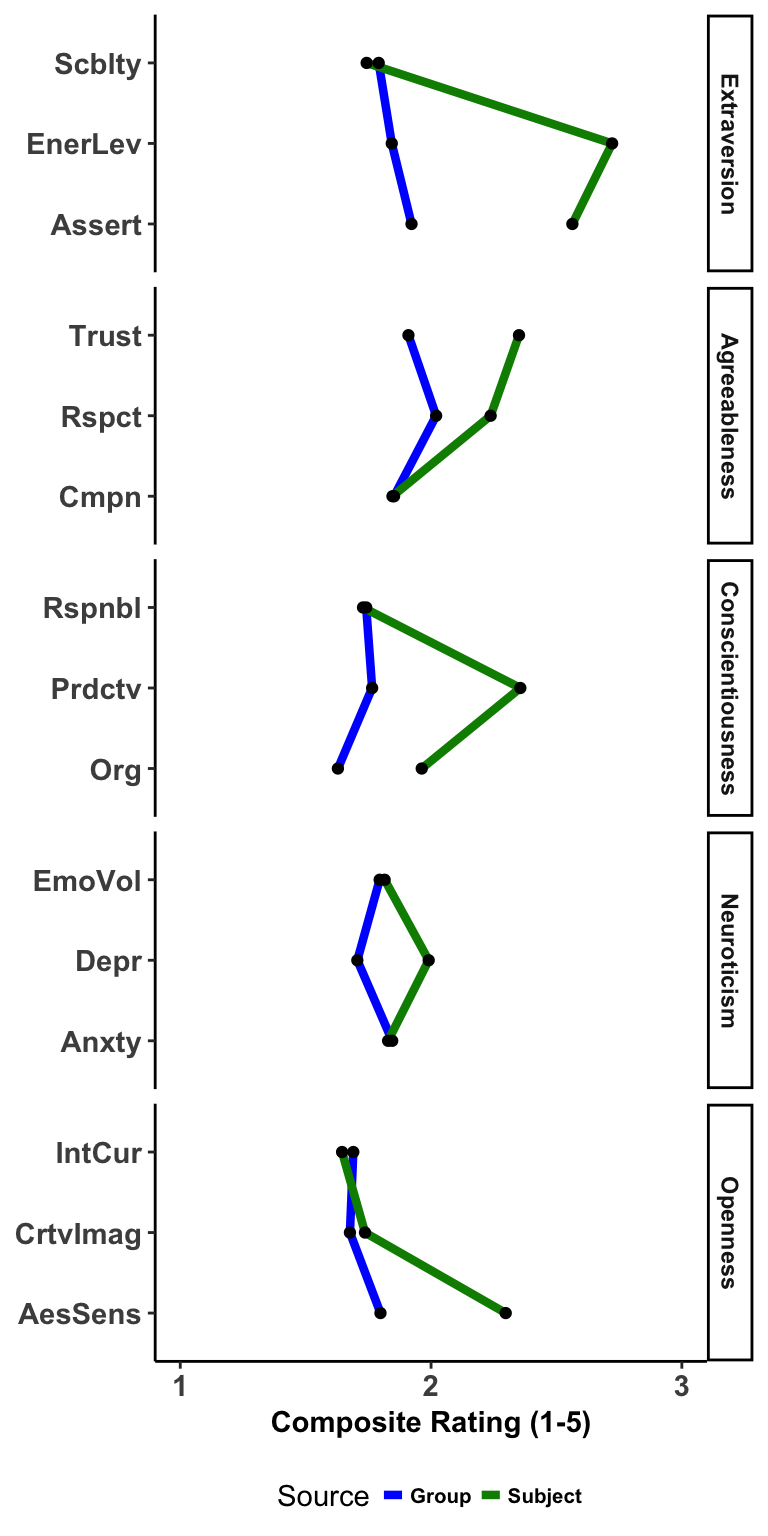 Scblty
EnerLev
Assert
Extraversion
Trust
Rspct
Cmpn
Agreeableness
Rspnbl
Prdctv
Org
Conscientiousness
EmoVol
Depr
Anxty
Neuroticism
IntCur
CrtvImag
AesSens
Openness
1 2 3
Composite Rating (1-5)
Source Group Subject